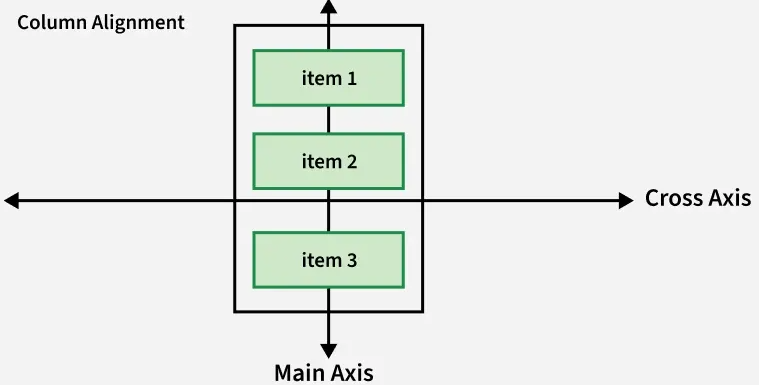 Column Alignment
item 1
item 2
Cross Axis
item 3
Main Axis